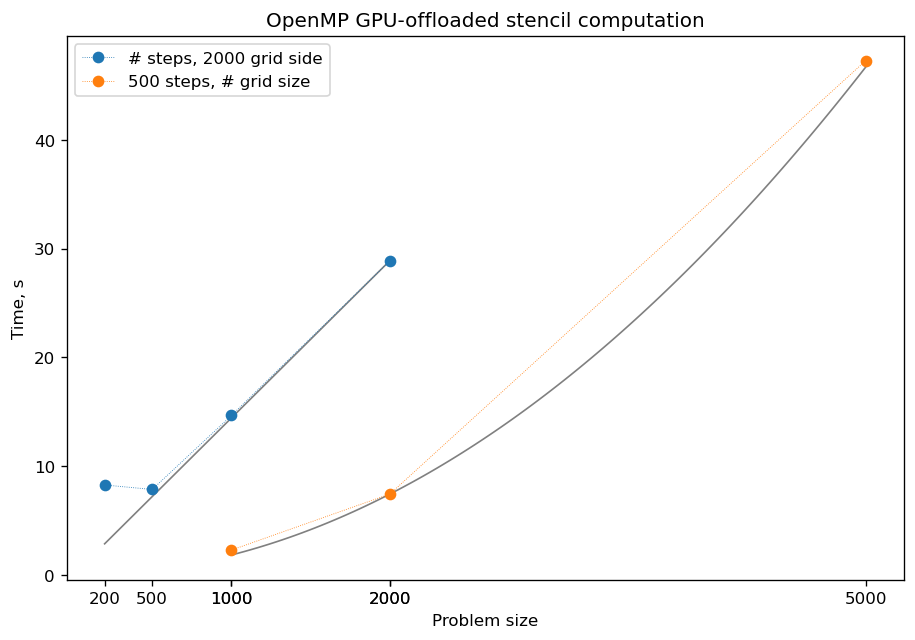 OpenMP GPU-offloaded stencil computation
# steps, 2000 grid side
500 steps, # grid size
Time, s
40
30
20
10
0
200 500 1000 2000 5000
Problem size